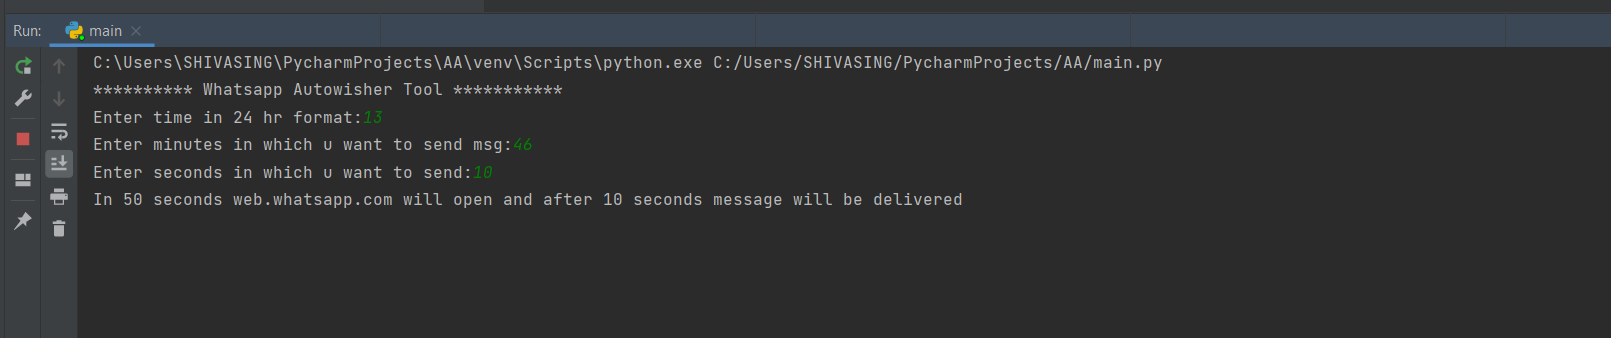 Run: main
C:\Users\SHIVASING\PycharmProjects\AA\venv\Scripts\python.exe C:/Users/SHIVASING/PycharmProjects/AA/main.py
********** Whatsapp Autowisher Tool ***********
Enter time in 24 hr format:13
Enter minutes in which u want to send msg:46
Enter seconds in which u want to send:10
In 50 seconds web.whatsapp.com will open and after 10 seconds message will be delivered